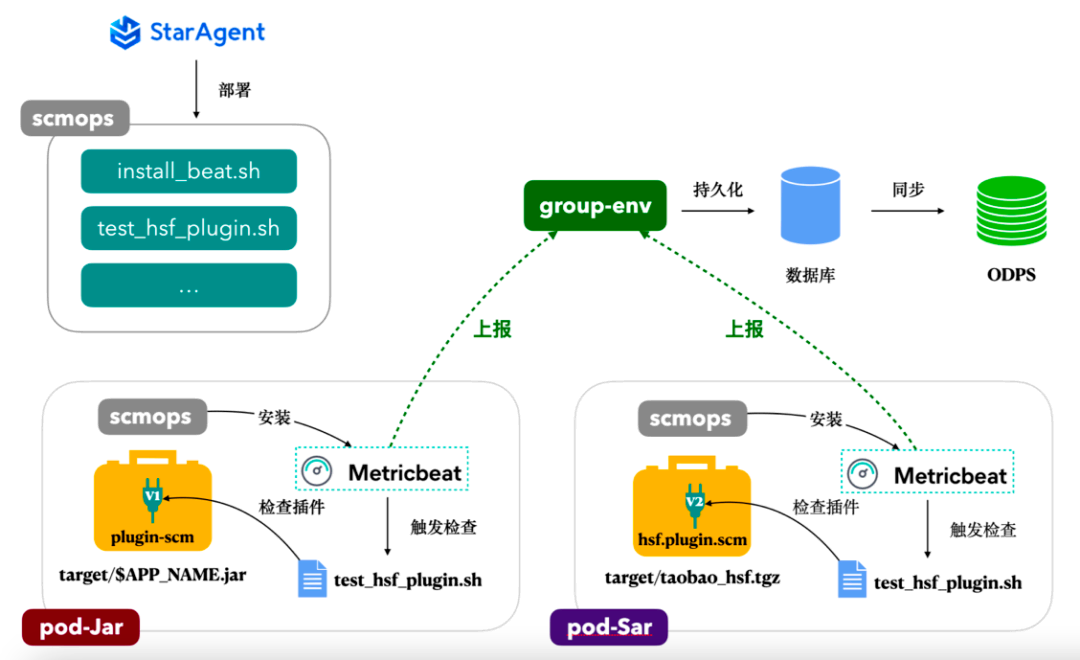 StarAgent
部署
scmops
install_beat.sh
test_hsf_plugin.sh
...
group-env
持久化
同步
数据库
ODPS
上报
上报
scmops
安装
Metricbeat
V1
检查插件
plugin-scm
触发检查
target/$APP_NAME.jar
test_hsf_plugin.sh
pod-Jar
scmops
安装
Metricbeat
V2
检查插件
hsf.plugin.scm
触发检查
target/taobao_hsf.tgz
test_hsf_plugin.sh
pod-Sar